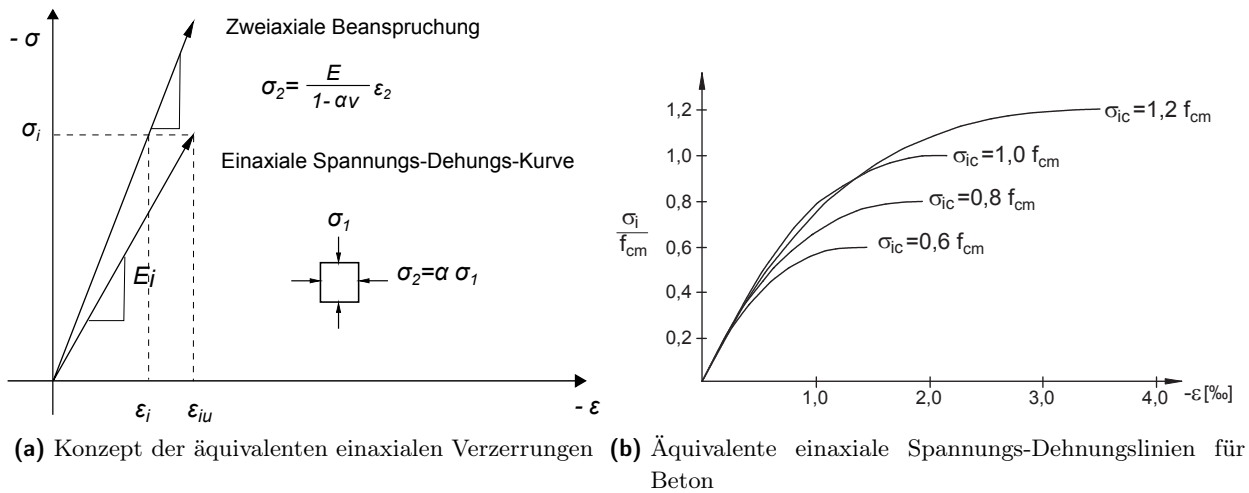 - σ
Zweiaxiale Beanspruchung
σ2= E / 1- αν ε2
σi
Einaxiale Spannungs-Dehungs-Kurve
σ1
Ei
σ2=α σ1
εi
εiu
- ε
(a) Konzept der äquivalenten einaxialen Verzerrungen
σi
fcm
1,2
1,0
0,8
0,6
0,4
0,2
σic=1,2 fcm
σic=1,0 fcm
σic=0,8 fcm
σic=0,6 fcm
1,0
2,0
3,0
4,0
-ε[‰]
(b) Äquivalente einaxiale Spannungs-Dehnungslinien für
Beton